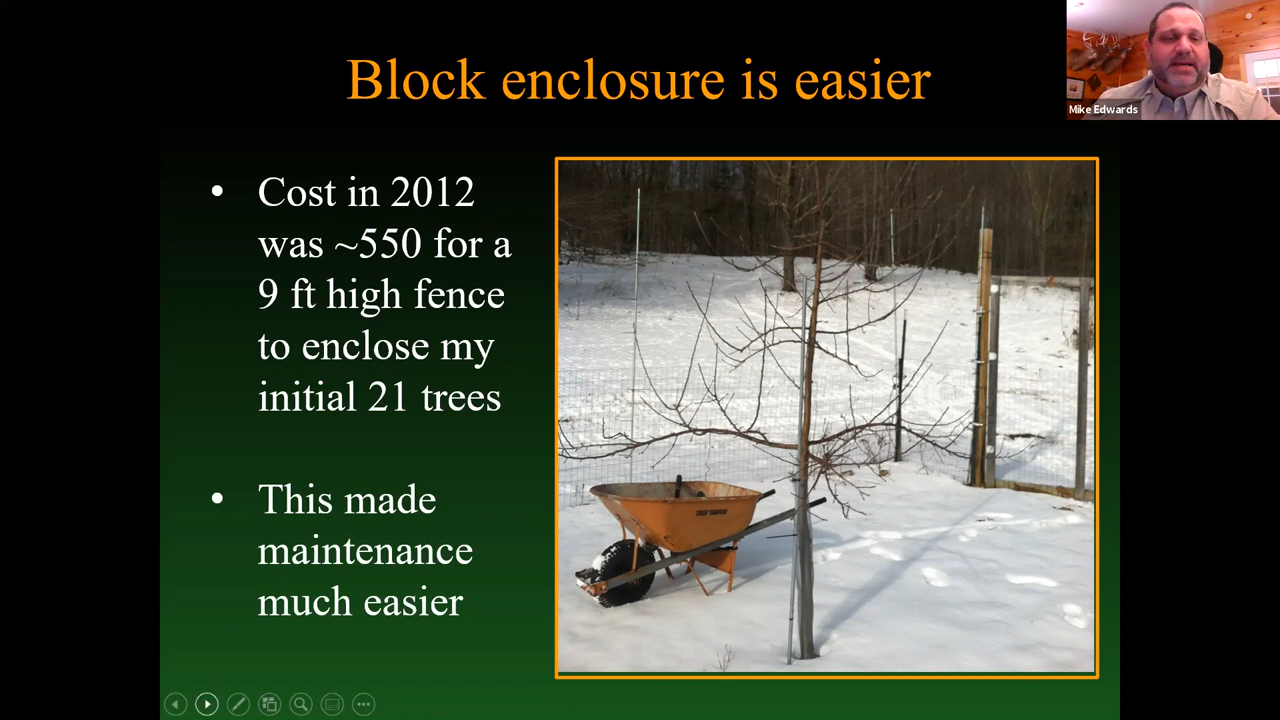 Block enclosure is easier
Mike Edwards
• Cost in 2012
was ~550 for a
9 ft high fence
to enclose my
initial 21 trees
• This made
maintenance
much easier